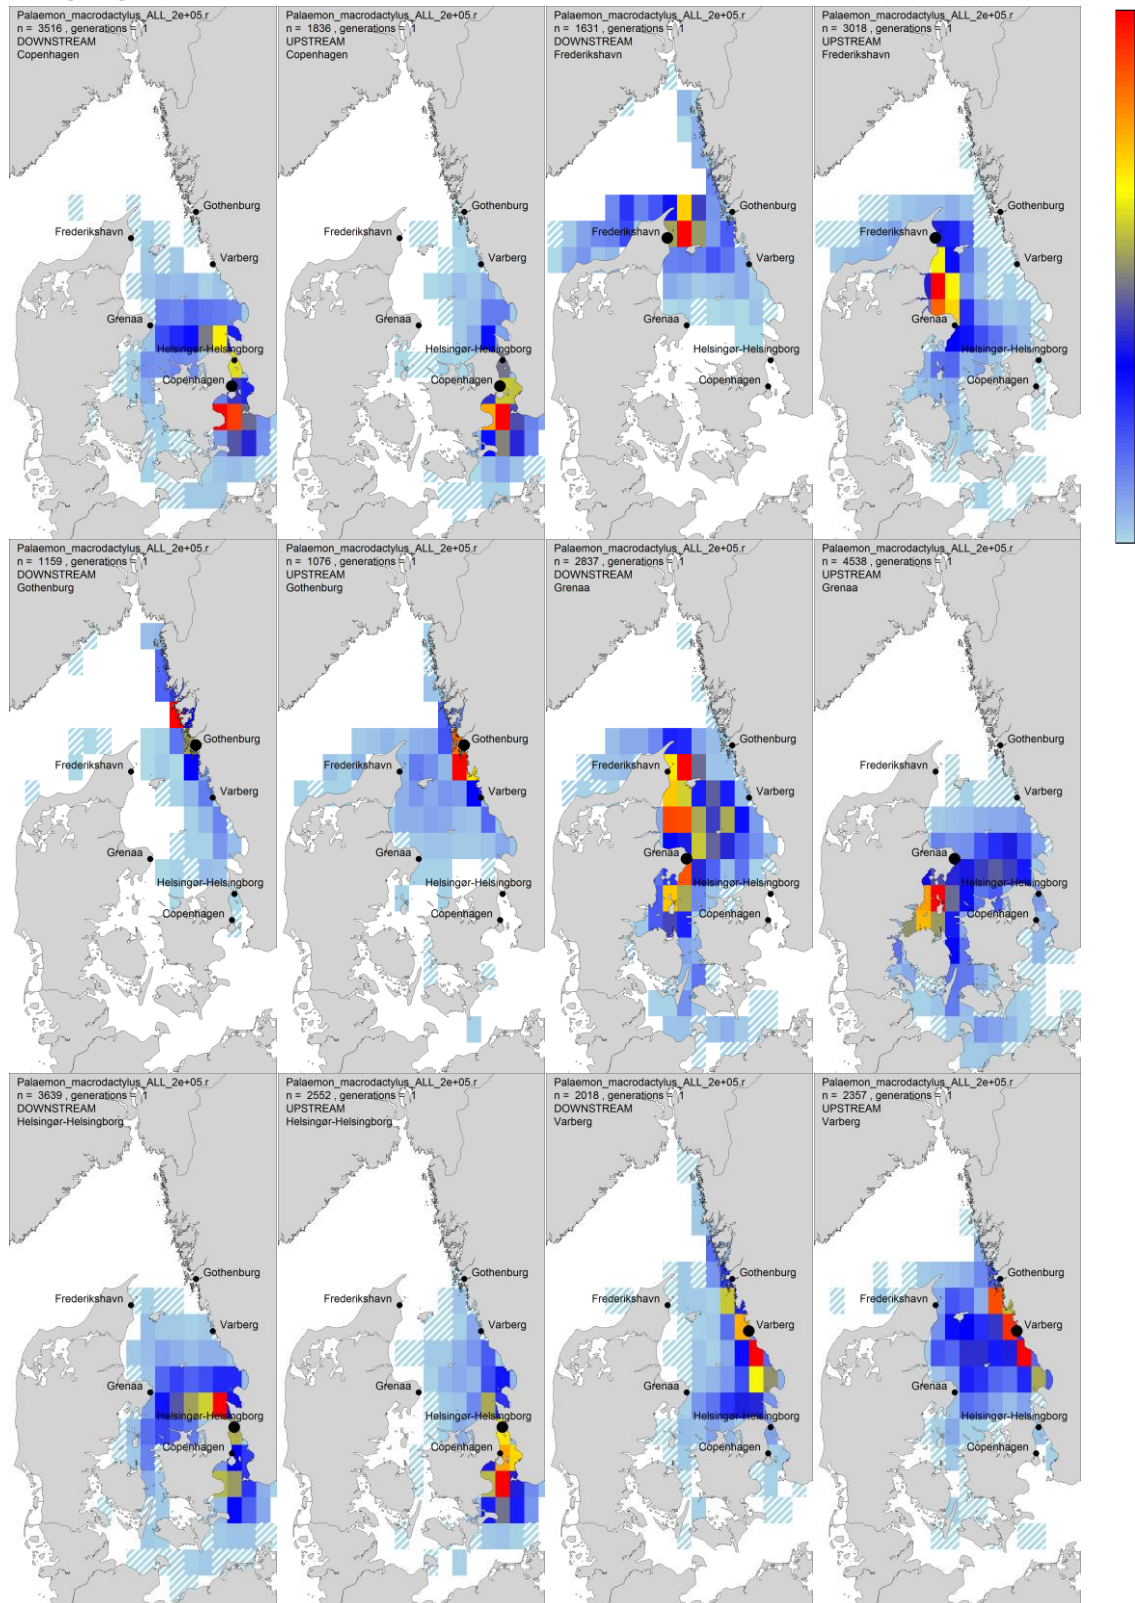 Palaemon_macrodactylus_ALL_2e+05.r
n = 3516 , generations = 1
DOWNSTREAM
Copenhagen
Gothenburg
Frederikshavn
Varberg
Grenaa
Helsingør-Helsingborg
Copenhagen
Palaemon_macrodactylus_ALL_2e+05.r
n = 1836 , generations = 1
UPSTREAM
Copenhagen
Gothenburg
Frederikshavn
Varberg
Grenaa
Helsingør-Helsingborg
Copenhagen
Palaemon_macrodactylus_ALL_2e+05.r
n = 1631 , generations = 1
DOWNSTREAM
Frederikshavn
Gothenburg
Frederikshavn
Varberg
Grenaa
Helsingør-Helsingborg
Copenhagen
Palaemon_macrodactylus_ALL_2e+05.r
n = 3018 , generations = 1
UPSTREAM
Frederikshavn
Gothenburg
Frederikshavn
Varberg
Grenaa
Helsingør-Helsingborg
Copenhagen
Palaemon_macrodactylus_ALL_2e+05.r
n = 1159 , generations = 1
DOWNSTREAM
Gothenburg
Gothenburg
Frederikshavn
Varberg
Grenaa
Helsingør-Helsingborg
Copenhagen
Palaemon_macrodactylus_ALL_2e+05.r
n = 1076 , generations = 1
UPSTREAM
Gothenburg
Gothenburg
Frederikshavn
Varberg
Grenaa
Helsingør-Helsingborg
Copenhagen
Palaemon_macrodactylus_ALL_2e+05.r
n = 2837 , generations = 1
DOWNSTREAM
Grenaa
Gothenburg
Frederikshavn
Varberg
Grenaa
Helsingør-Helsingborg
Copenhagen
Palaemon_macrodactylus_ALL_2e+05.r
n = 4538 , generations = 1
UPSTREAM
Grenaa
Gothenburg
Frederikshavn
Varberg
Grenaa
Helsingør-Helsingborg
Copenhagen
Palaemon_macrodactylus_ALL_2e+05.r
n = 3639 , generations = 1
DOWNSTREAM
Helsingør-Helsingborg
Gothenburg
Frederikshavn
Varberg
Grenaa
Helsingør-Helsingborg
Copenhagen
Palaemon_macrodactylus_ALL_2e+05.r
n = 2552 , generations = 1
UPSTREAM
Helsingør-Helsingborg
Gothenburg
Frederikshavn
Varberg
Grenaa
Helsingør-Helsingborg
Copenhagen
Palaemon_macrodactylus_ALL_2e+05.r
n = 2018 , generations = 1
DOWNSTREAM
Varberg
Gothenburg
Frederikshavn
Varberg
Grenaa
Helsingør-Helsingborg
Copenhagen
Palaemon_macrodactylus_ALL_2e+05.r
n = 2357 , generations = 1
UPSTREAM
Varberg
Gothenburg
Frederikshavn
Varberg
Grenaa
Helsingør-Helsingborg
Copenhagen